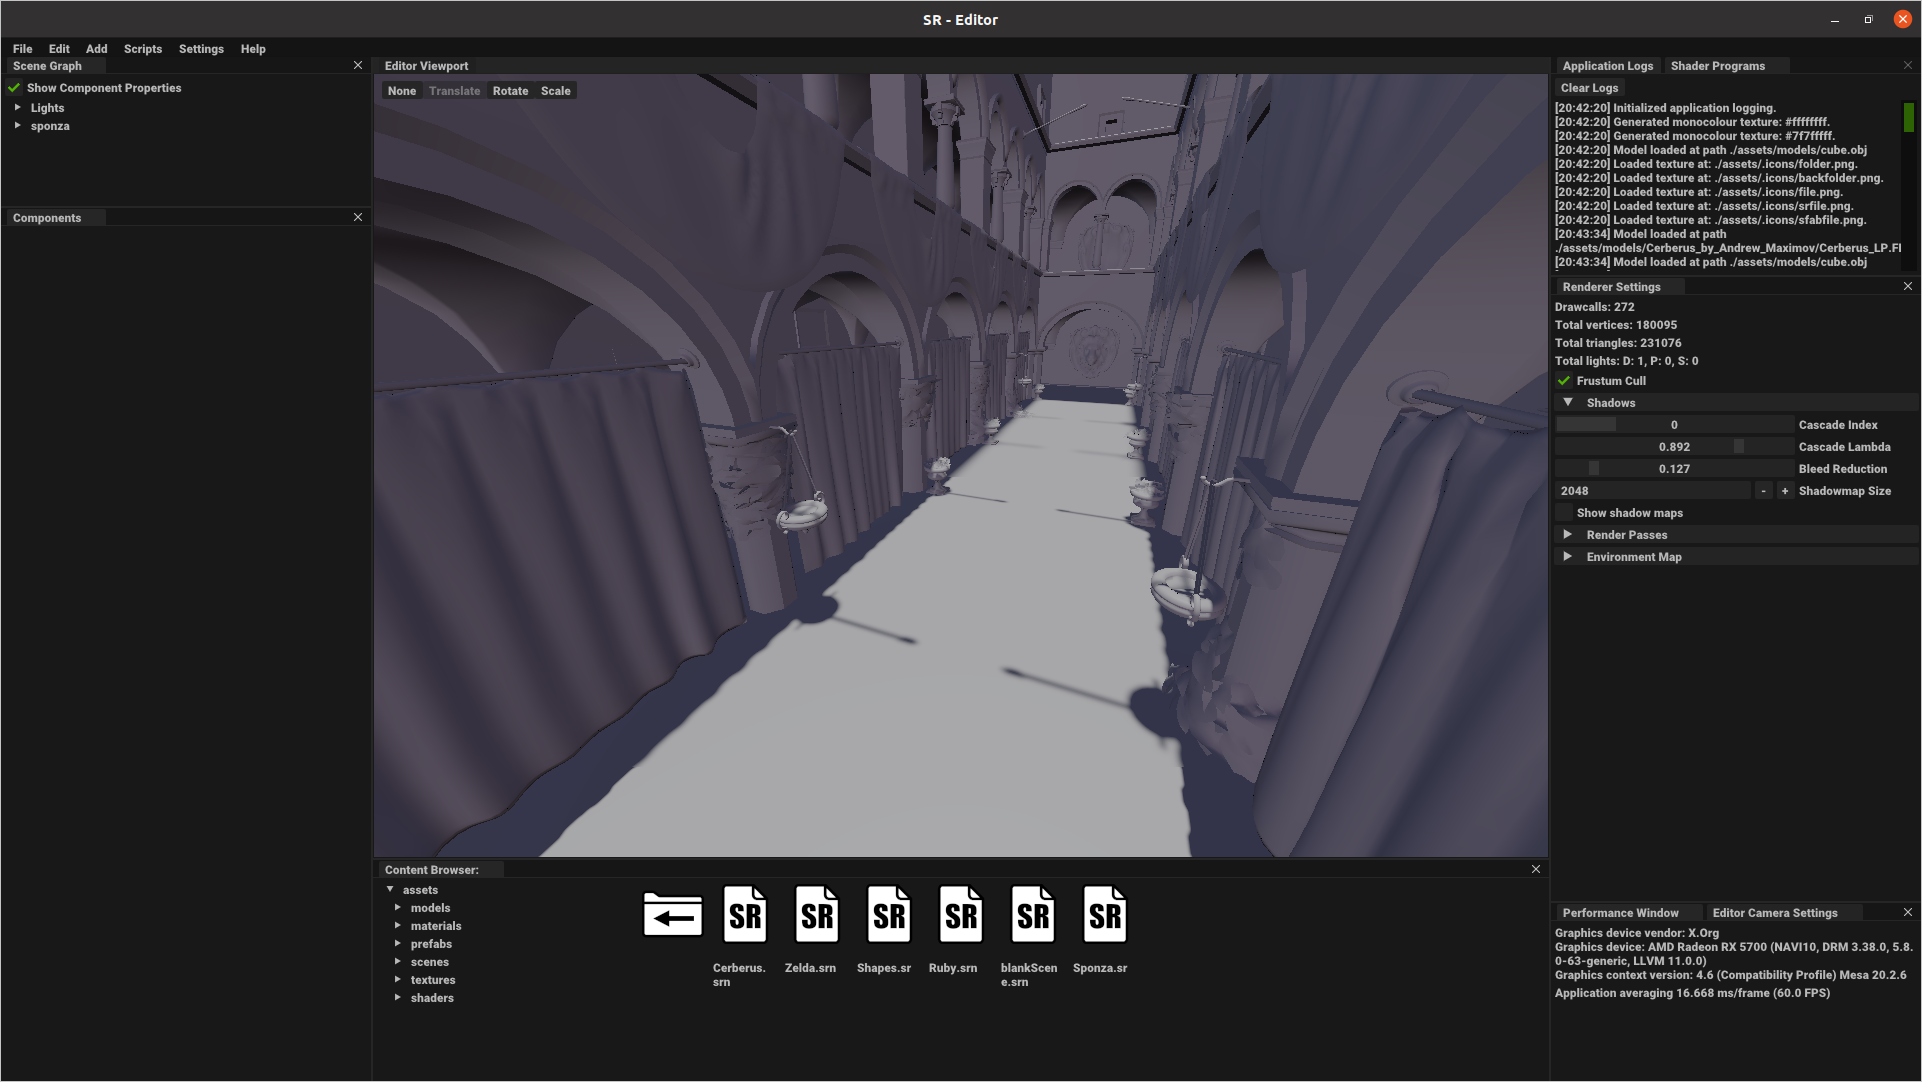 SR - Editor
File Edit Add Scripts Settings Help
Scene Graph
Show Component Properties
Lights
sponza
Components
Editor Viewport
None Translate Rotate Scale
Application Logs Shader Programs
Clear Logs
[20:42:20] Initialized application logging.
[20:42:20] Generated monocolour texture: #ffffffff.
[20:42:20] Generated monocolour texture: #7f7fffff.
[20:42:20] Model loaded at path ./assets/models/cube.obj
[20:42:20] Loaded texture at: ./assets/.icons/folder.png.
[20:42:20] Loaded texture at: ./assets/.icons/backfolder.png.
[20:42:20] Loaded texture at: ./assets/.icons/file.png.
[20:42:20] Loaded texture at: ./assets/.icons/srfile.png.
[20:42:20] Loaded texture at: ./assets/.icons/sfabfile.png.
[20:43:34] Model loaded at path
./assets/models/Cerberus_by_Andrew_Maximov/Cerberus_LP.FI
[20:43:34] Model loaded at path ./assets/models/cube.obj
Renderer Settings
Drawcalls: 272
Total vertices: 180095
Total triangles: 231076
Total lights: D: 1, P: 0, S: 0
Frustum Cull
Shadows
0 Cascade Index
0.892 Cascade Lambda
0.127 Bleed Reduction
2048 - + Shadowmap Size
Show shadow maps
Render Passes
Environment Map
Content Browser:
assets
models
materials
prefabs
scenes
textures
shaders
SR SR SR SR SR SR
Cerberus.
srn
Zelda.srn
Shapes.sr
Ruby.srn
blankScen
e.srn
Sponza.sr
Performance Window Editor Camera Settings
Graphics device vendor: X.Org
Graphics device: AMD Radeon RX 5700 (NAVI10, DRM 3.38.0, 5.8.
0-63-generic, LLVM 11.0.0)
Graphics context version: 4.6 (Compatibility Profile) Mesa 20.2.6
Application averaging 16.668 ms/frame (60.0 FPS)